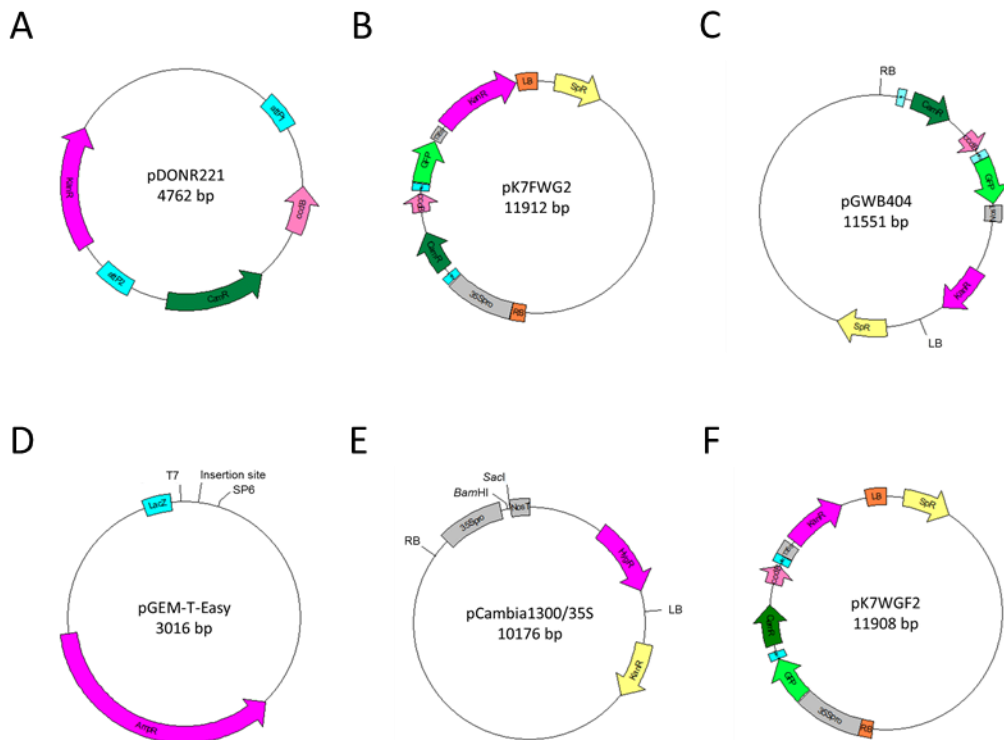 A
B
C
attP1
KanR
pDONR221
4762 bp
ccdB
attP2
CamR
LB
KanR
SpR
GFP
pK7FWG2
11912 bp
ccdB
CamR
35Spro
RB
RB
CamR
ccdB
GFP
pGWB404
11551 bp
NosT
KanR
SpR
LB
D
E
F
T7
Insertion site
LacZ
SP6
pGEM-T-Easy
3016 bp
AmpR
SacI
BamHI
35Spro
NosT
RB
HygR
pCambia1300/35S
10176 bp
LB
KanR
LB
SpR
KanR
ccdB
pK7WGF2
11908 bp
CamR
GFP
35Spro
RB